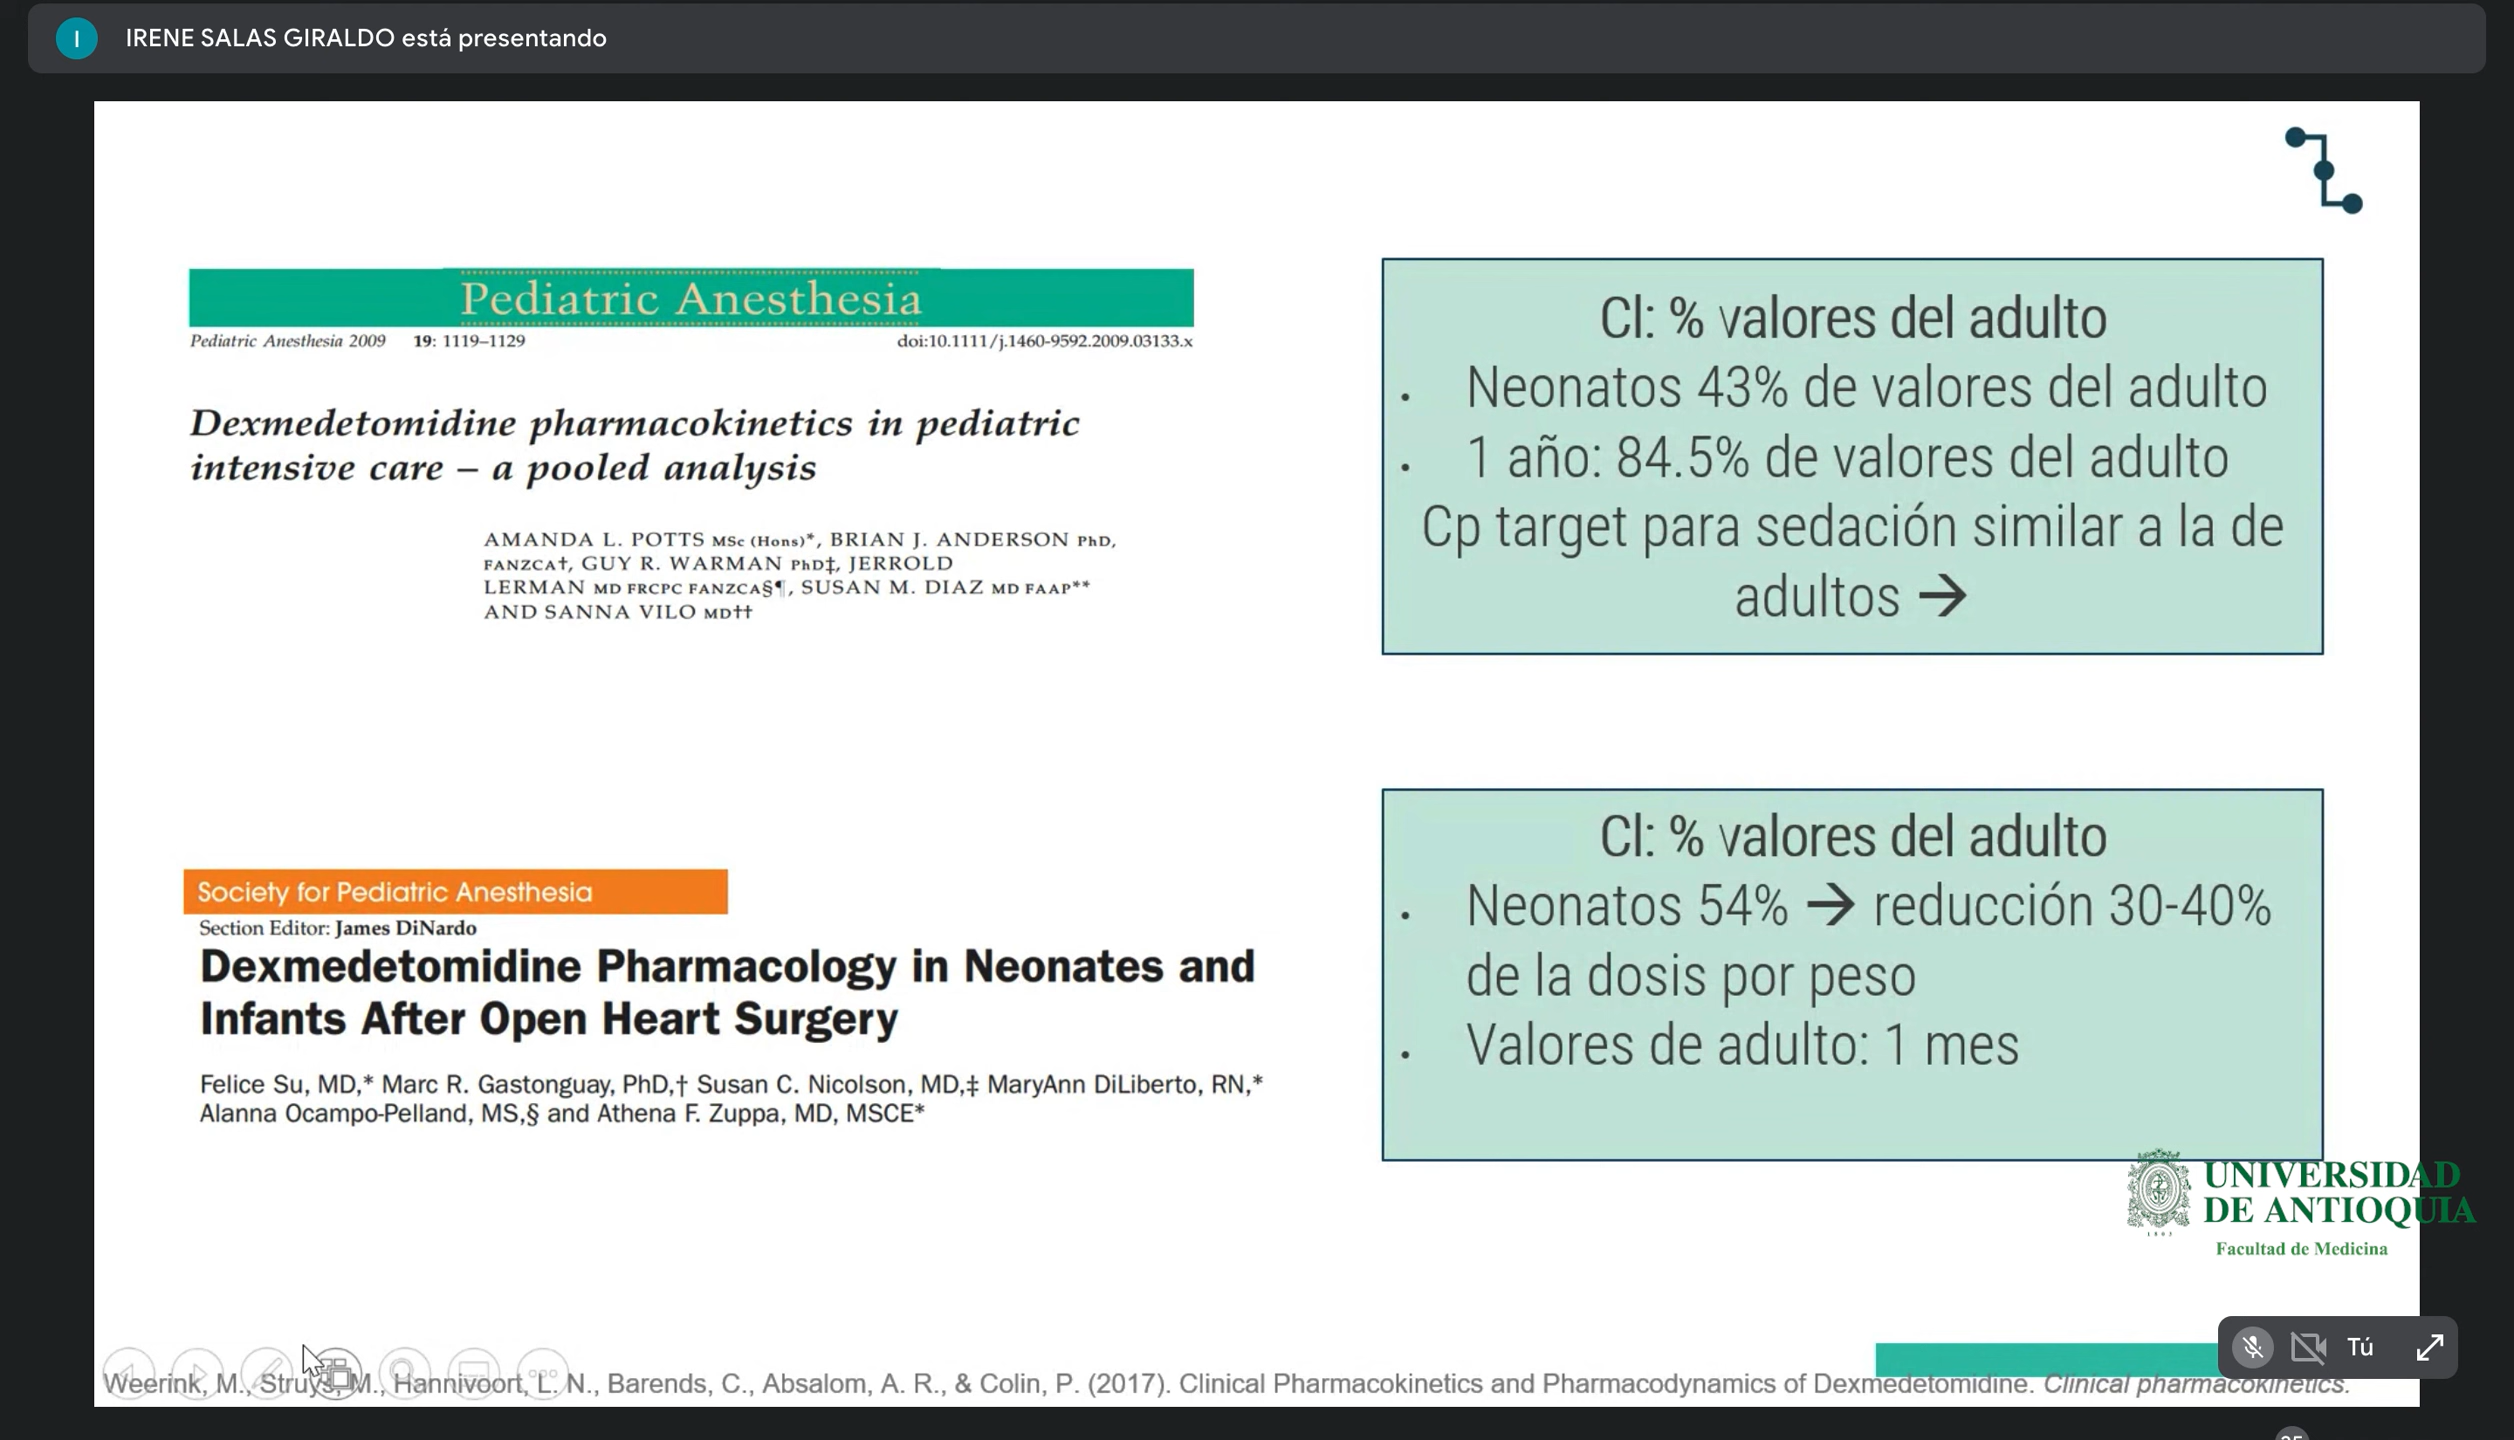 I
IRENE SALAS GIRALDO está presentando
Pediatric Anesthesia
Pediatric Anesthesia 2009 19: 1119–1129 doi:10.1111/j.1460-9592.2009.03133.x
Dexmedetomidine pharmacokinetics in pediatric
intensive care – a pooled analysis
AMANDA L. POTTS MSc (Hons)*, BRIAN J. ANDERSON PhD,
FANZCA†, GUY R. WARMAN PhD‡, JERROLD
LERMAN MD FRCPC FANZCA§¶, SUSAN M. DIAZ MD FAAP**
AND SANNA VILO MD††
Cl: % valores del adulto
• Neonatos 43% de valores del adulto
• 1 año: 84.5% de valores del adulto
Cp target para sedación similar a la de
adultos →
Society for Pediatric Anesthesia
Section Editor: James DiNardo
Dexmedetomidine Pharmacology in Neonates and
Infants After Open Heart Surgery
Felice Su, MD,* Marc R. Gastonguay, PhD,† Susan C. Nicolson, MD,‡ MaryAnn DiLiberto, RN,*
Alanna Ocampo-Pelland, MS,§ and Athena F. Zuppa, MD, MSCE*
Cl: % valores del adulto
• Neonatos 54% → reducción 30-40%
de la dosis por peso
• Valores de adulto: 1 mes
UNIVERSIDAD
DE ANTIOQUIA
1803
Facultad de Medicina
Tú
Weerink, M., Struys, M., Hannivoort, L. N., Barends, C., Absalom, A. R., & Colin, P. (2017). Clinical Pharmacokinetics and Pharmacodynamics of Dexmedetomidine. Clinical pharmacokinetics.